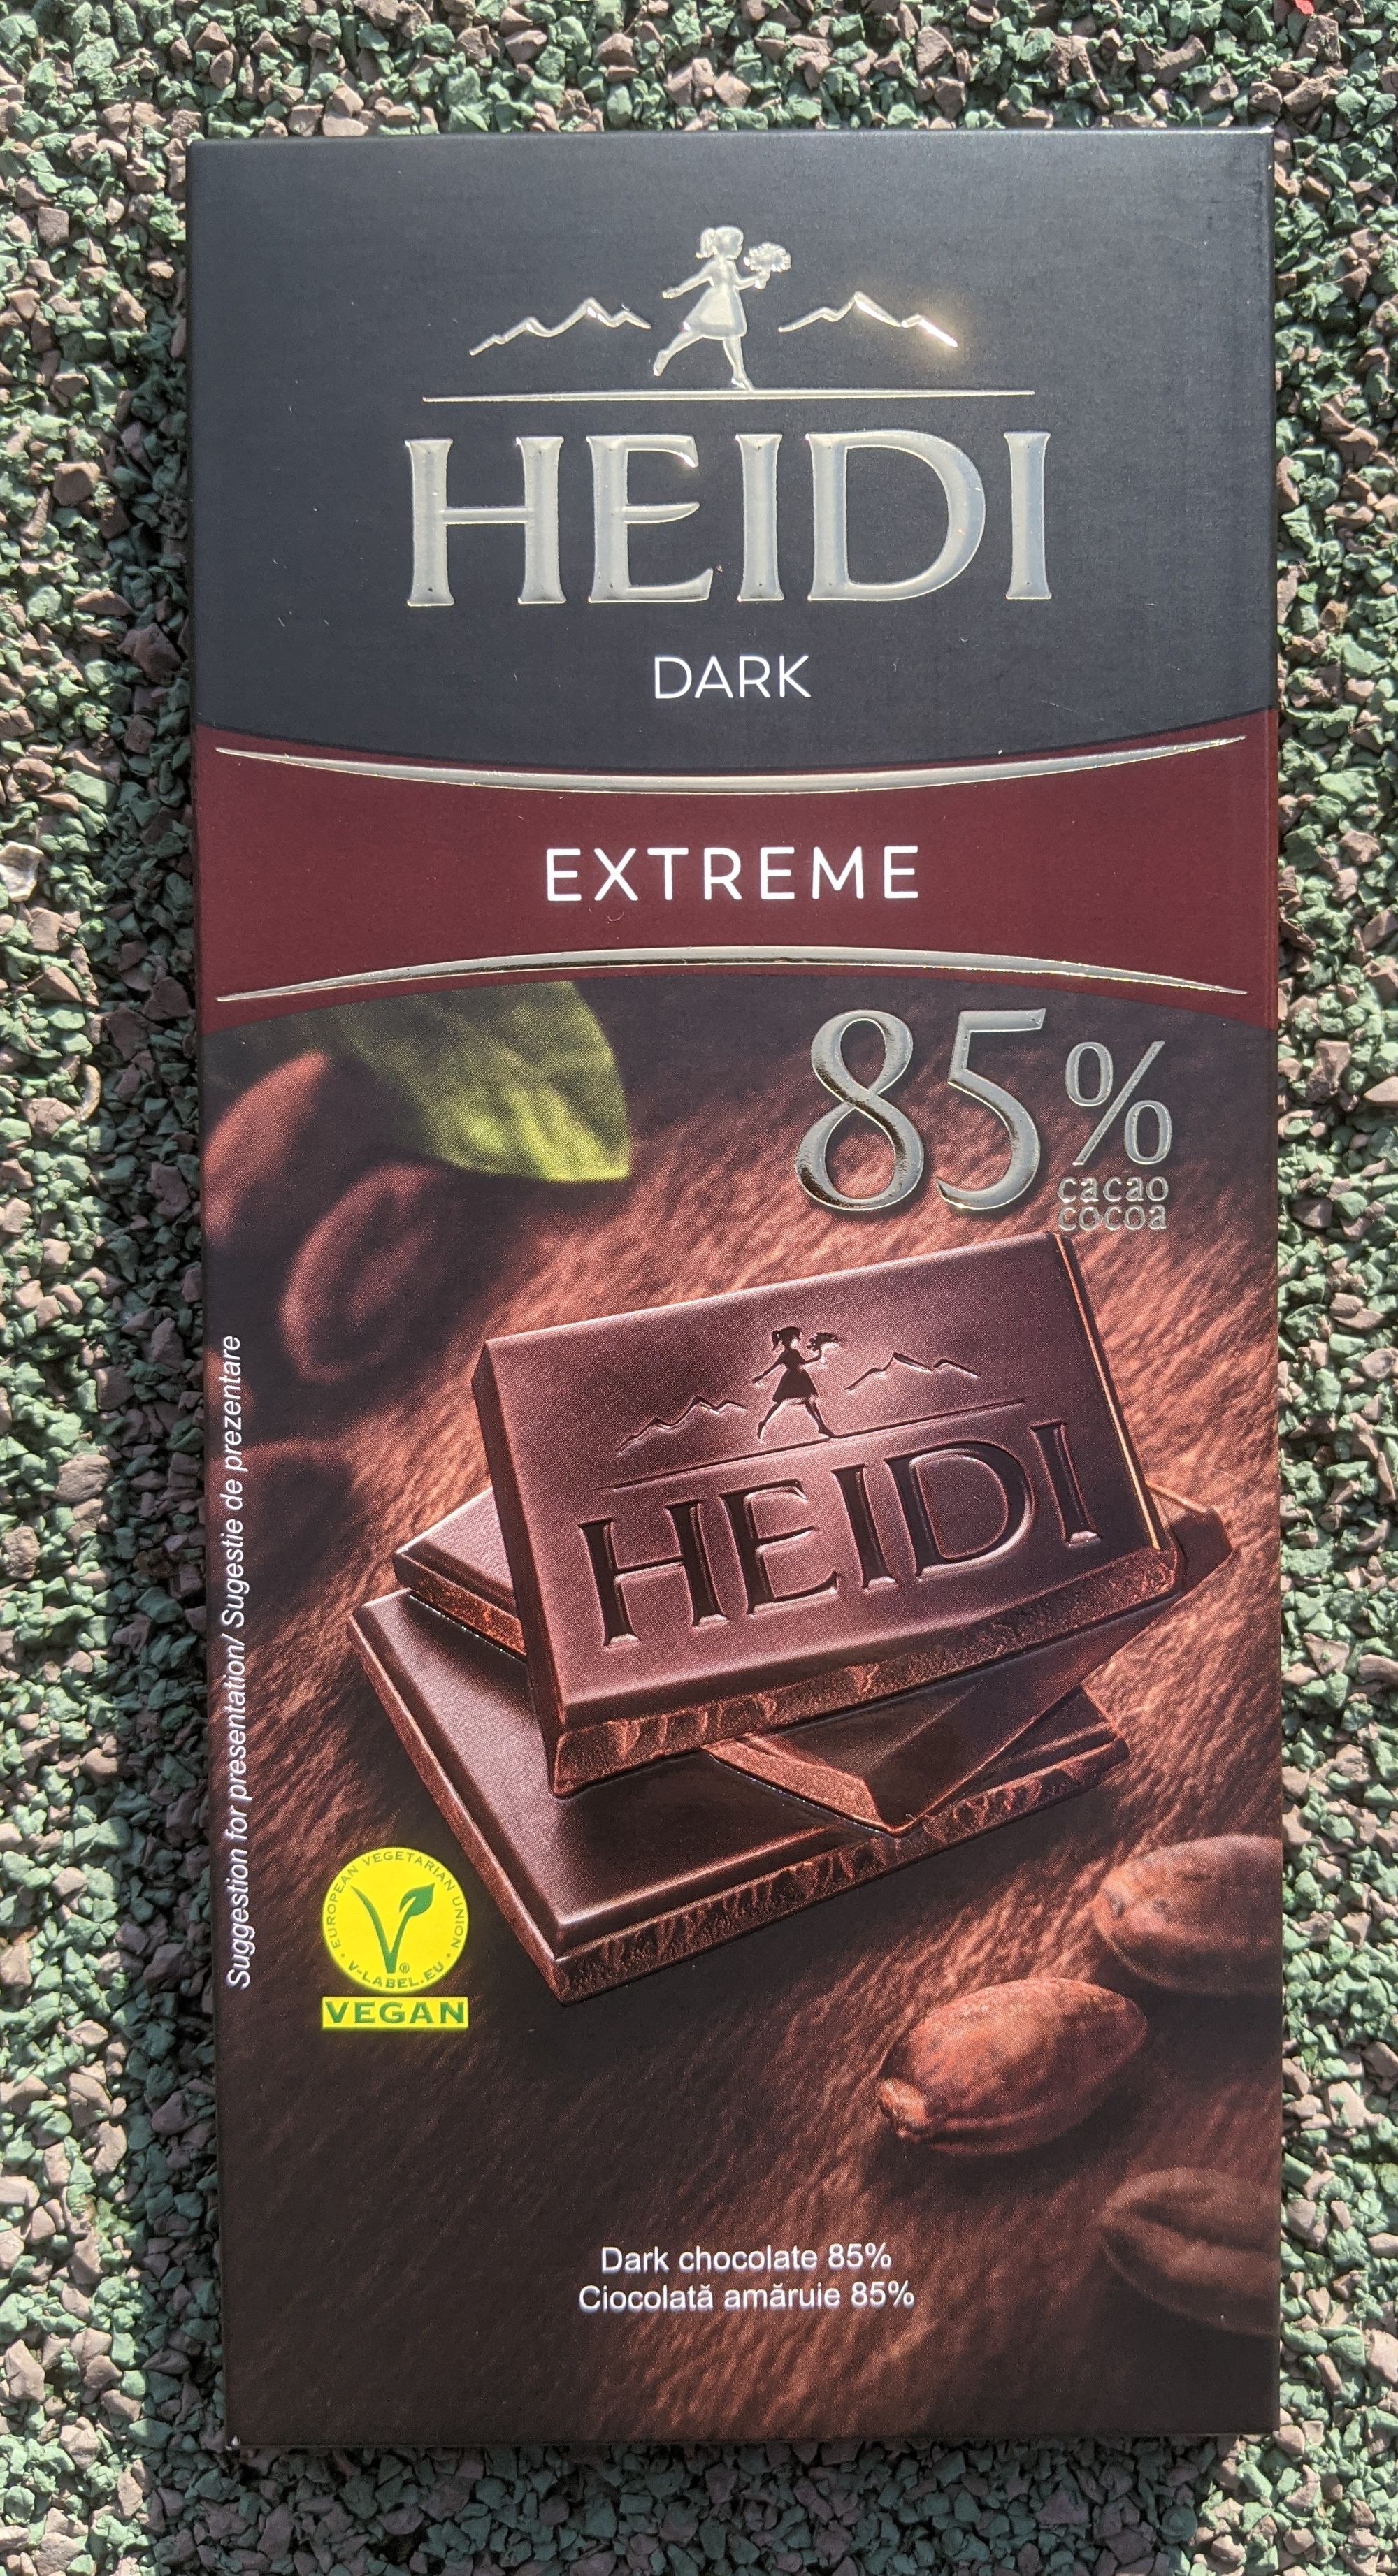 HEIDI
DARK
EXTREME
85%
cacao
cocoa
HEIDI
Suggestion for presentation/ Sugestie de prezentare
EUROPEAN VEGETARIAN UNION
V-LABEL.EU
®
VEGAN
Dark chocolate 85%
Ciocolată amăruie 85%